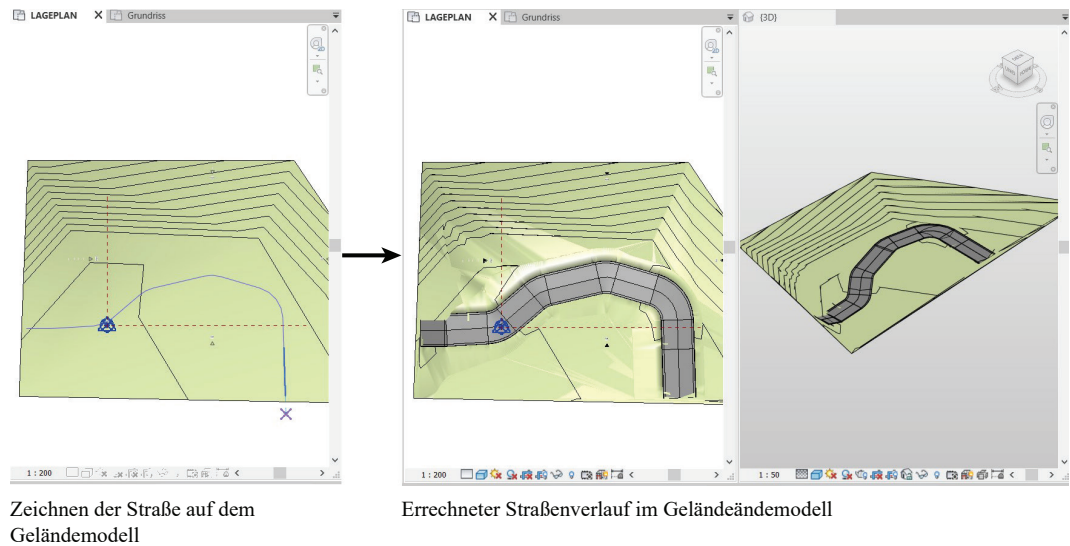 LAGEPLAN X Grundriss
LAGEPLAN X Grundriss
{3D}
1 : 200
1 : 200
1 : 50
Zeichnen der Straße auf dem
Geländemodell
Errechneter Straßenverlauf im Geländeändemodell